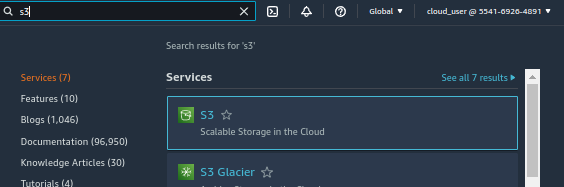 s3
Global
cloud_user @ 5541-6926-4891
Search results for 's3'
Services (7)
Features (10)
Blogs (1,046)
Documentation (96,950)
Knowledge Articles (30)
Tutorials (4)
Services
See all 7 results
S3
Scalable Storage in the Cloud
S3 Glacier